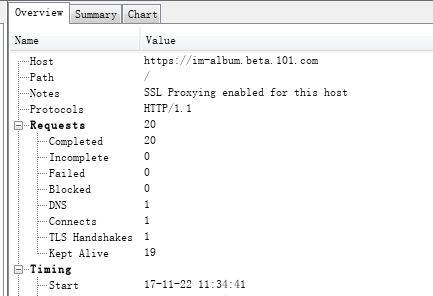 Overview Summary Chart
Name Value
Host https://im-album.beta.101.com
Path /
Notes SSL Proxying enabled for this host
Protocols HTTP/1.1
Requests 20
Completed 20
Incomplete 0
Failed 0
Blocked 0
DNS 1
Connects 1
TLS Handshakes 1
Kept Alive 19
Timing
Start 17-11-22 11:34:41